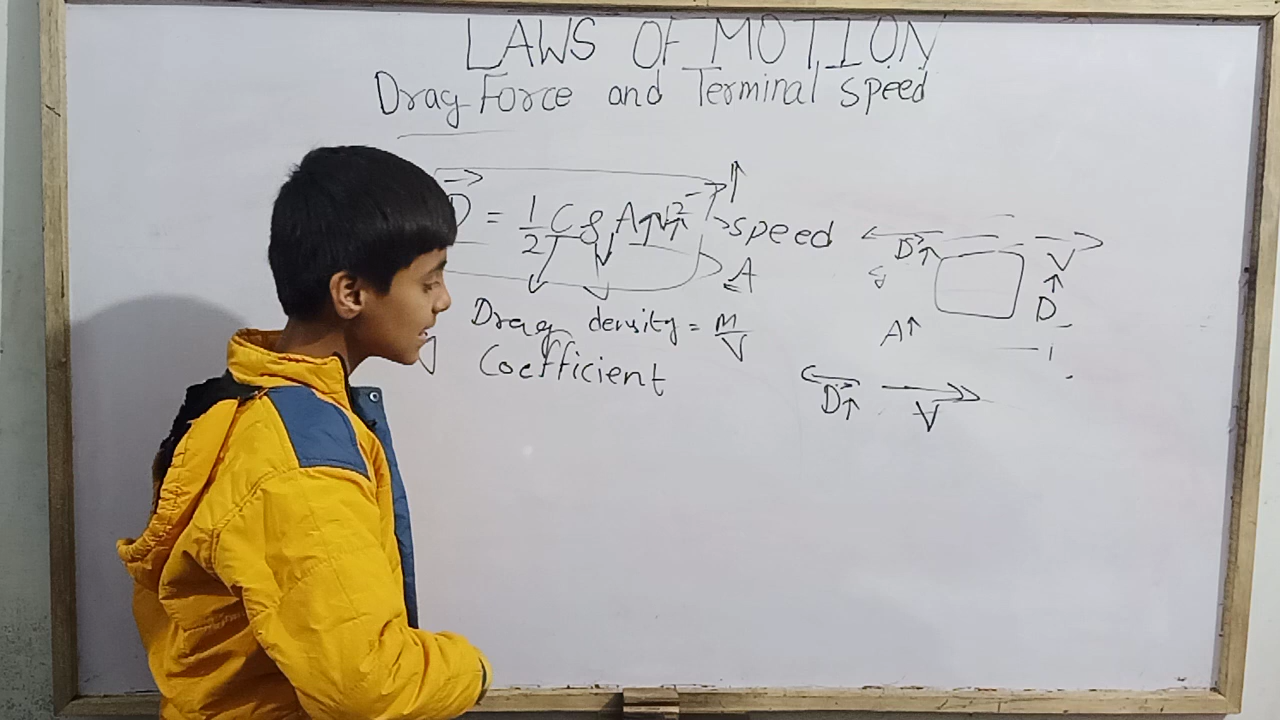 LAWS OF MOTION
Drag Force and Terminal Speed
D = 1/2 C ρ A↑ v²↑
speed
A
Drag Coefficient
density = M/V
D↑
V↑
D
A↑
D↑
V